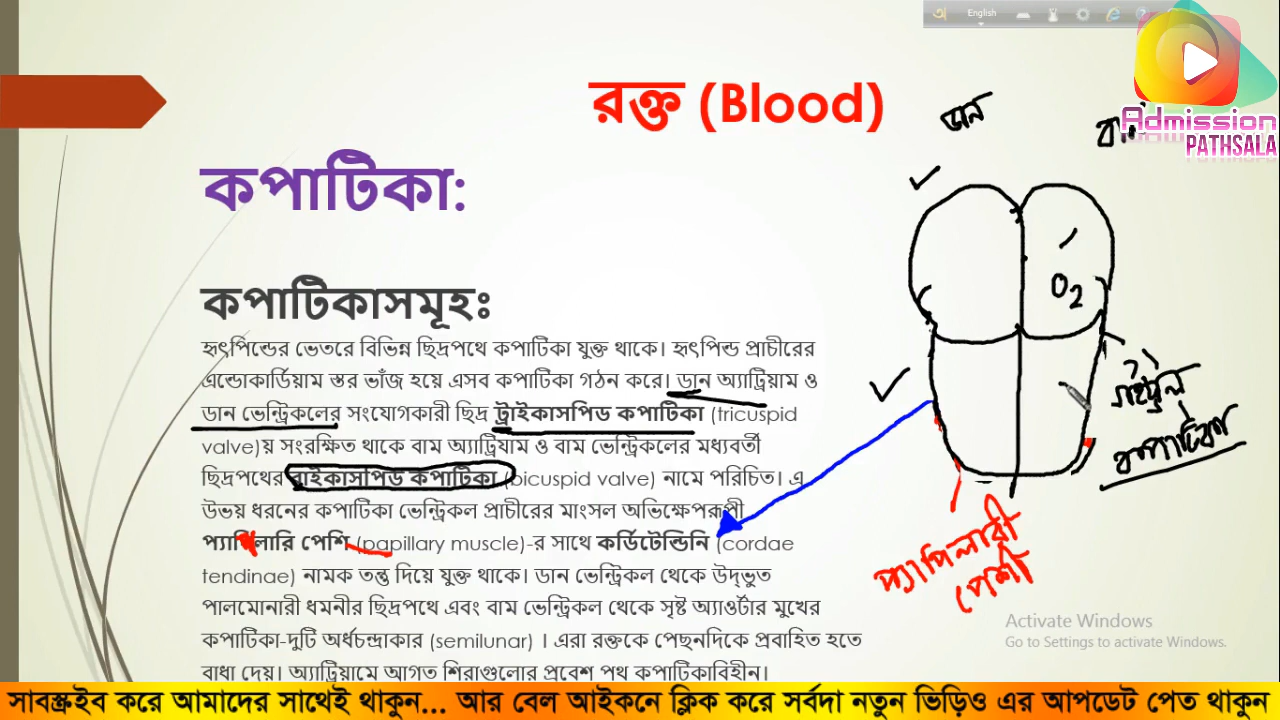 English
Admission
PATHSALA
রক্ত (Blood)
ডান
কপাটিকা:
O2
কপাটিকাসমূহঃ
হৃৎপিন্ডের ভেতরে বিভিন্ন ছিদ্রপথে কপাটিকা যুক্ত থাকে। হৃৎপিন্ড প্রাচীরের
এন্ডোকার্ডিয়াম স্তর ভাঁজ হয়ে এসব কপাটিকা গঠন করে। ডান অ্যাট্রিয়াম ও
ডান ভেন্ট্রিকলের সংযোগকারী ছিদ্র ট্রাইকাসপিড কপাটিকা (tricuspid
valve)য় সংরক্ষিত থাকে বাম অ্যাট্রিয়াম ও বাম ভেন্ট্রিকলের মধ্যবর্তী
ছিদ্রপথের বাইকাসপিড কপাটিকা (bicuspid valve) নামে পরিচিত। এ
উভয় ধরনের কপাটিকা ভেন্ট্রিকল প্রাচীরের মাংসল অভিক্ষেপরূপী
প্যাপিলারি পেশি (papillary muscle)-র সাথে কর্ডিটেন্ডিনি (cordae
tendinae) নামক তন্তু দিয়ে যুক্ত থাকে। ডান ভেন্ট্রিকল থেকে উদ্ভুত
পালমোনারী ধমনীর ছিদ্রপথে এবং বাম ভেন্ট্রিকল থেকে সৃষ্ট অ্যাওর্টার মুখের
কপাটিকা-দুটি অর্ধচন্দ্রাকার (semilunar) । এরা রক্তকে পেছনদিকে প্রবাহিত হতে
বাধা দেয়। অ্যাট্রিয়ামে আগত শিরাগুলোর প্রবেশ পথ কপাটিকাবিহীন।
কপাটিকা
প্যাপিলারী
পেশী
Activate Windows
Go to Settings to activate Windows.
সাবস্ক্রইব করে আমাদের সাথেই থাকুন... আর বেল আইকনে ক্লিক করে সর্বদা নতুন ভিড়িও এর আপডেট পেত থাকুন